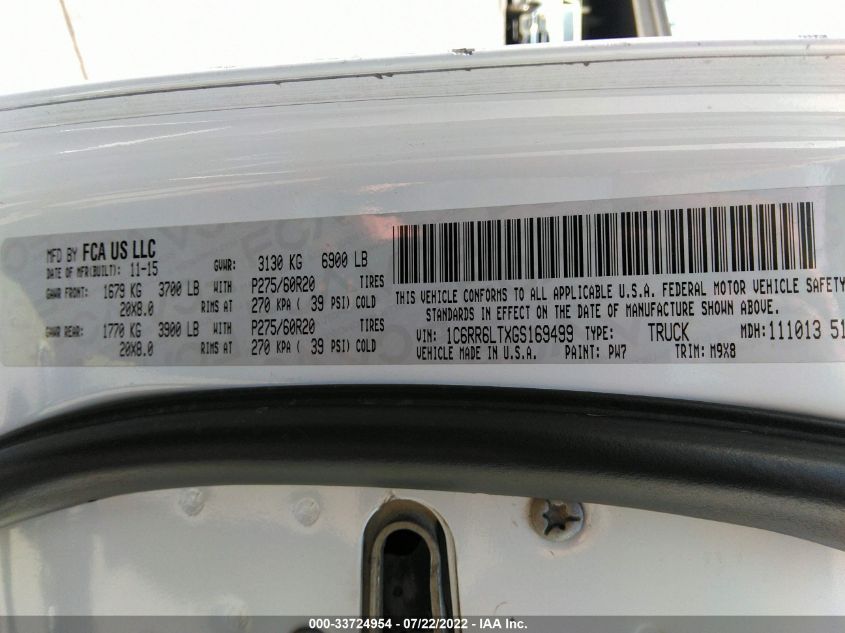 MFD BY FCA US LLC
DATE OF MFR(BUILT): 11-15 GVWR: 3130 KG 6900 LB
GAWR FRONT: 1679 KG 3700 LB WITH P275/60R20 TIRES
20X8.0 RIMS AT 270 KPA ( 39 PSI) COLD
GAWR REAR: 1770 KG 3900 LB WITH P275/60R20 TIRES
20X8.0 RIMS AT 270 KPA ( 39 PSI) COLD
THIS VEHICLE CONFORMS TO ALL APPLICABLE U.S.A. FEDERAL MOTOR VEHICLE SAFETY
STANDARDS IN EFFECT ON THE DATE OF MANUFACTURE SHOWN ABOVE.
VIN: 1C6RR6LTXGS169499 TYPE: TRUCK MDH: 111013 51
VEHICLE MADE IN U.S.A. PAINT: PW7 TRIM: M9X8
000-33724954 - 07/22/2022 - IAA Inc.